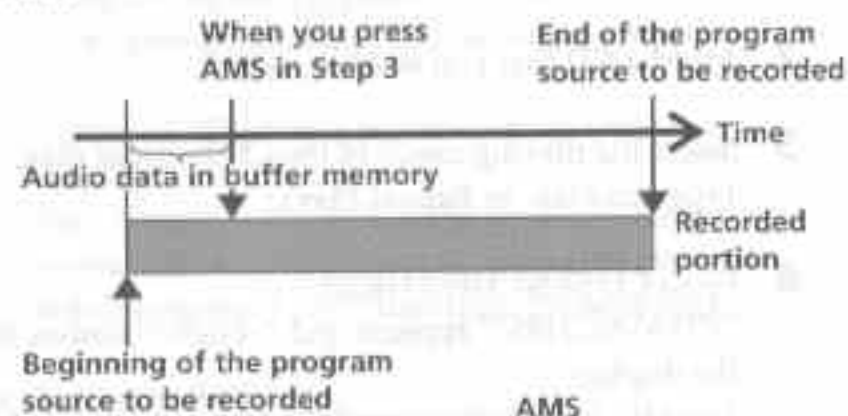 When you press
AMS in Step 3
End of the program
source to be recorded
Time
Audio data in buffer memory
Recorded
portion
Beginning of the program
source to be recorded
AMS